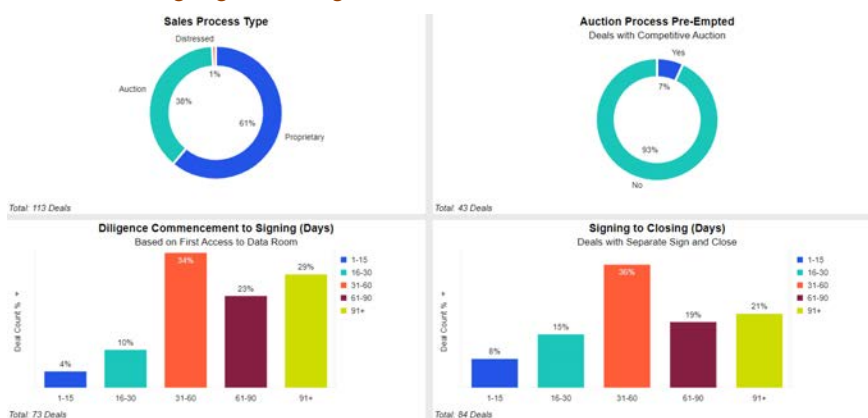 Sales Process Type
Distressed
1%
Auction
38%
61%
Proprietary
Total: 113 Deals
Auction Process Pre-Empted
Deals with Competitive Auction
Yes
7%
93%
No
Total: 43 Deals
Diligence Commencement to Signing (Days)
Based on First Access to Data Room
Deal Count %
4%
10%
34%
23%
29%
1-15
16-30
31-60
61-90
91+
1-15
16-30
31-60
61-90
91+
Total: 73 Deals
Signing to Closing (Days)
Deals with Separate Sign and Close
Deal Count %
8%
15%
36%
19%
21%
1-15
16-30
31-60
61-90
91+
1-15
16-30
31-60
61-90
91+
Total: 84 Deals